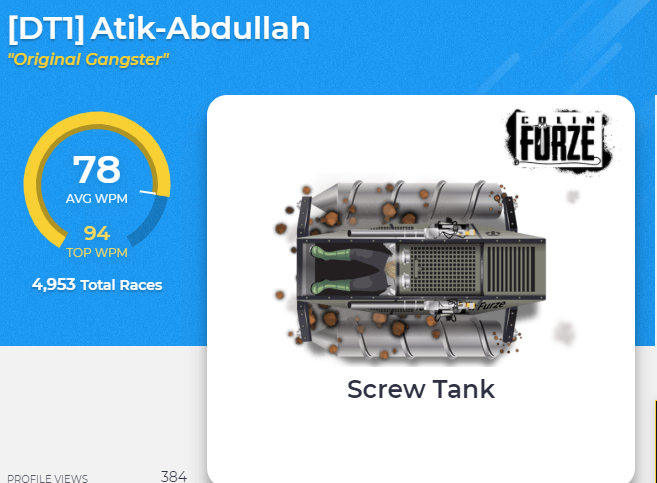 [DT1] Atik-Abdullah
"Original Gangster"
78
AVG WPM
94
TOP WPM
4,953 Total Races
COLIN
FURZE
Furze
Screw Tank
PROFILE VIEWS 384